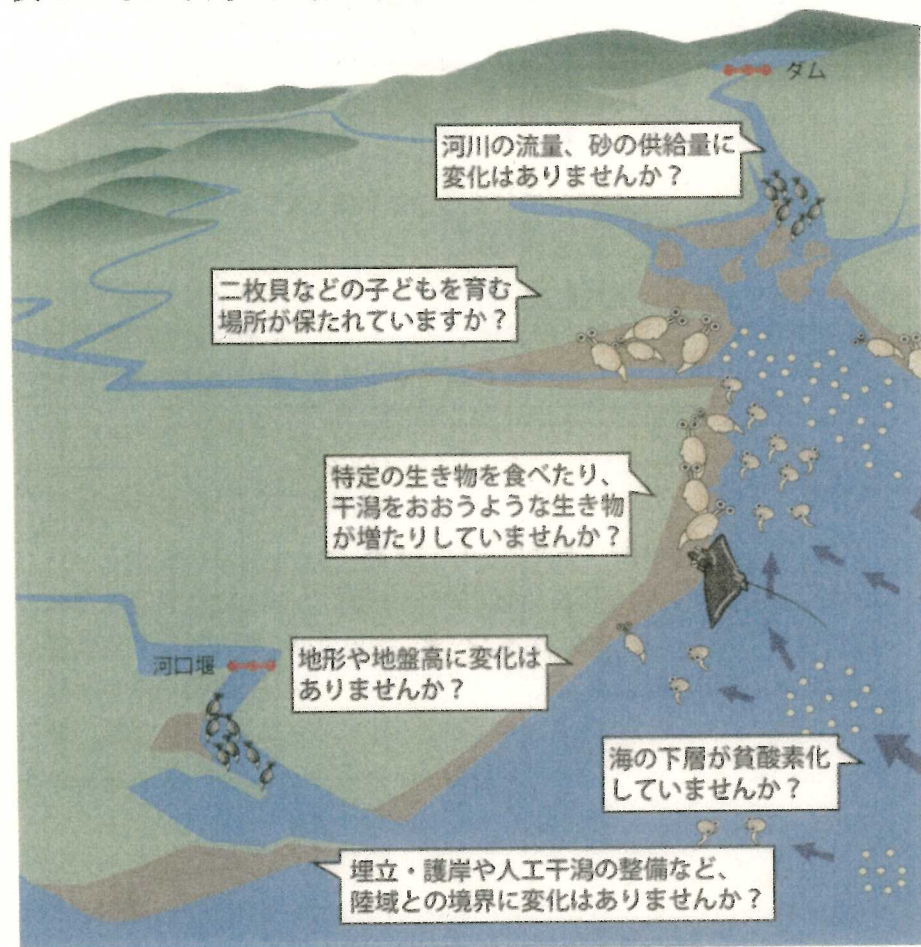 ダム
河川の流量、砂の供給量に
変化はありませんか？
二枚貝などの子どもを育む
場所が保たれていますか？
特定の生き物を食べたり、
干潟をおおうような生き物
が増たりしていませんか？
河口堰
地形や地盤高に変化は
ありませんか？
海の下層が貧酸素化
していませんか？
埋立・護岸や人工干潟の整備など、
陸域との境界に変化はありませんか？